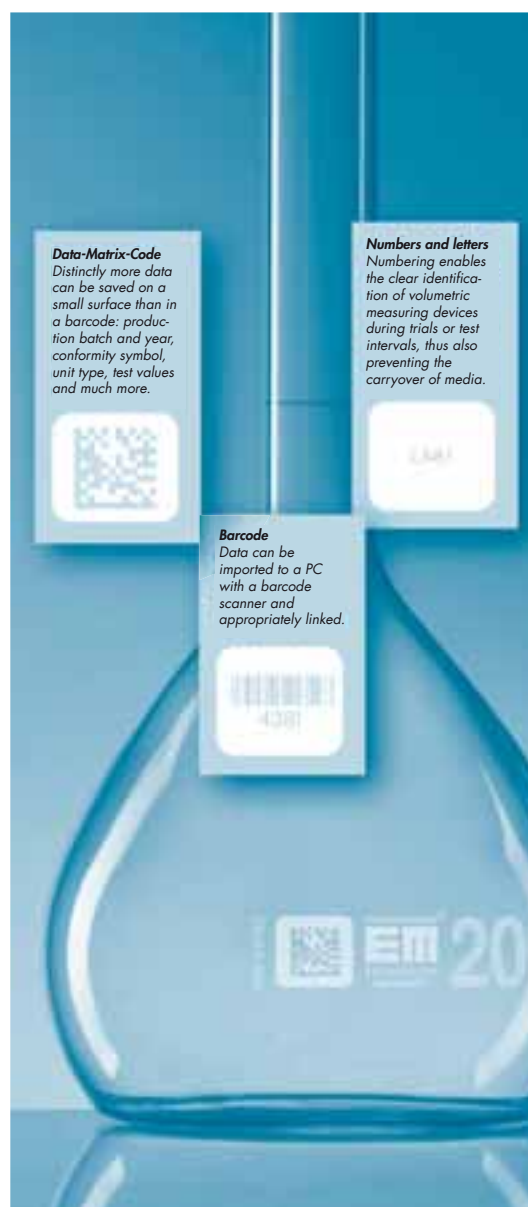 Data-Matrix-Code
Distinctly more data
can be saved on a
small surface than in
a barcode: produc-
tion batch and year,
conformity symbol,
unit type, test values
and much more.
Numbers and letters
Numbering enables
the clear identifica-
tion of volumetric
measuring devices
during trials or test
intervals, thus also
preventing the
carryover of media.
Barcode
Data can be
imported to a PC
with a barcode
scanner and
appropriately linked.
20